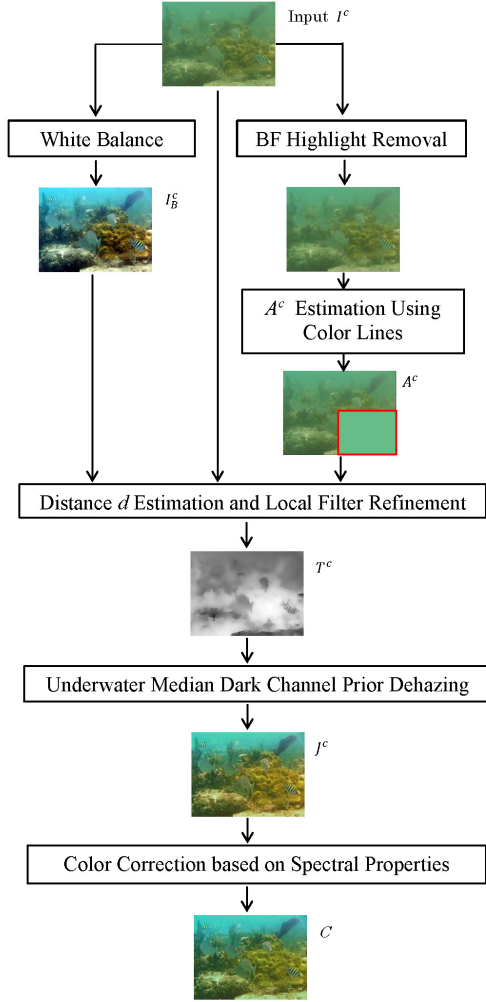 Input I^c
White Balance
BF Highlight Removal
I_B^c
A^c Estimation Using
Color Lines
A^c
Distance d Estimation and Local Filter Refinement
T^c
Underwater Median Dark Channel Prior Dehazing
J^c
Color Correction based on Spectral Properties
C